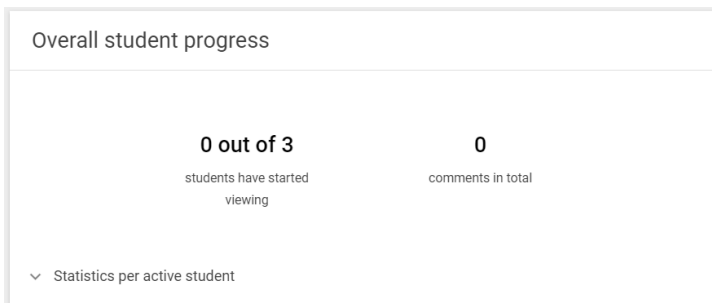 Overall student progress
0 out of 3
students have started
viewing
0
comments in total
Statistics per active student